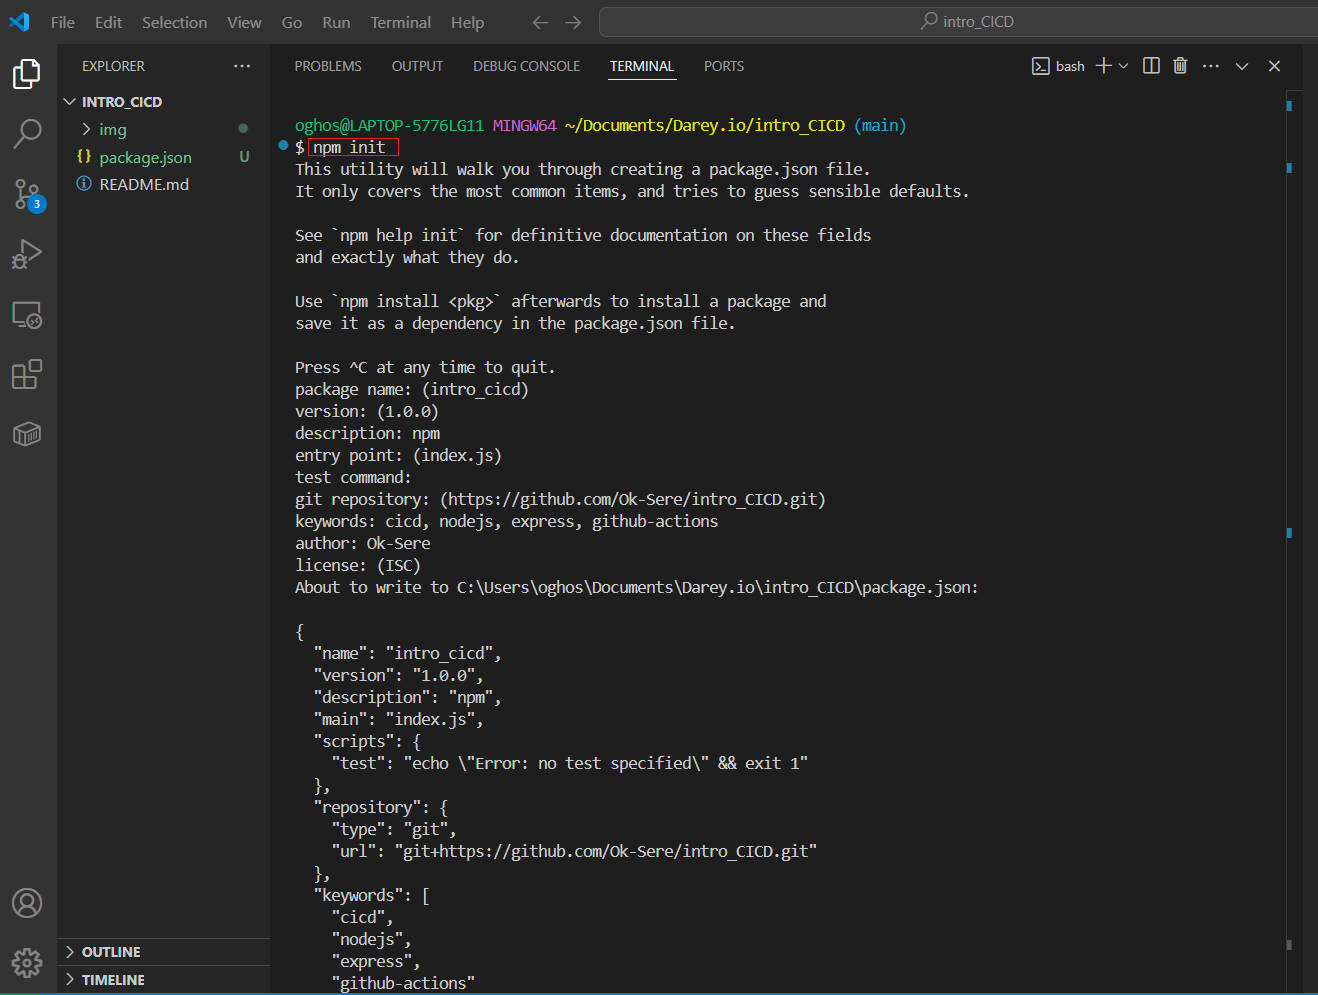 File Edit Selection View Go Run Terminal Help
intro_CICD
EXPLORER
PROBLEMS OUTPUT DEBUG CONSOLE TERMINAL PORTS
bash
INTRO_CICD
img
{} package.json U
README.md
3
oghos@LAPTOP-5776LG11 MINGW64 ~/Documents/Darey.io/intro_CICD (main)
$ npm init
This utility will walk you through creating a package.json file.
It only covers the most common items, and tries to guess sensible defaults.
See `npm help init` for definitive documentation on these fields
and exactly what they do.
Use `npm install <pkg>` afterwards to install a package and
save it as a dependency in the package.json file.
Press ^C at any time to quit.
package name: (intro_cicd)
version: (1.0.0)
description: npm
entry point: (index.js)
test command:
git repository: (https://github.com/Ok-Sere/intro_CICD.git)
keywords: cicd, nodejs, express, github-actions
author: Ok-Sere
license: (ISC)
About to write to C:\Users\oghos\Documents\Darey.io\intro_CICD\package.json:
{
"name": "intro_cicd",
"version": "1.0.0",
"description": "npm",
"main": "index.js",
"scripts": {
"test": "echo \"Error: no test specified\" && exit 1"
},
"repository": {
"type": "git",
"url": "git+https://github.com/Ok-Sere/intro_CICD.git"
},
"keywords": [
"cicd",
"nodejs",
"express",
"github-actions"
OUTLINE
TIMELINE